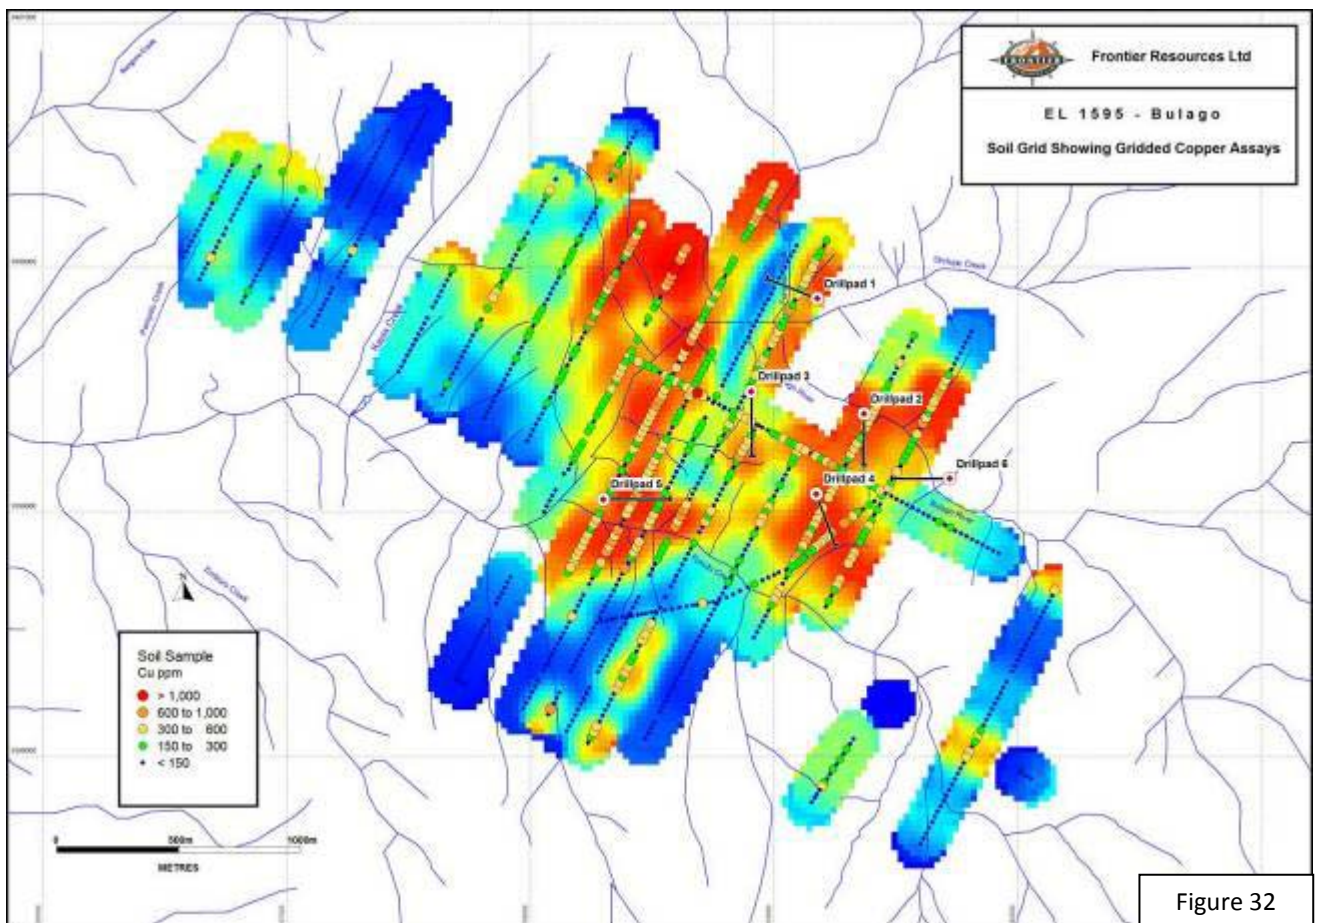 FRONTIER
Frontier Resources Ltd
EL 1595 - Bulago
Soil Grid Showing Gridded Copper Assays
Drillpad 1
Drillpad 3
Drillpad 2
Drillpad 6
Drillpad 5
Drillpad 4
N
Soil Sample
Cu ppm
> 1,000
600 to 1,000
300 to 600
150 to 300
< 150
0 500m 1000m
METRES
Figure 32